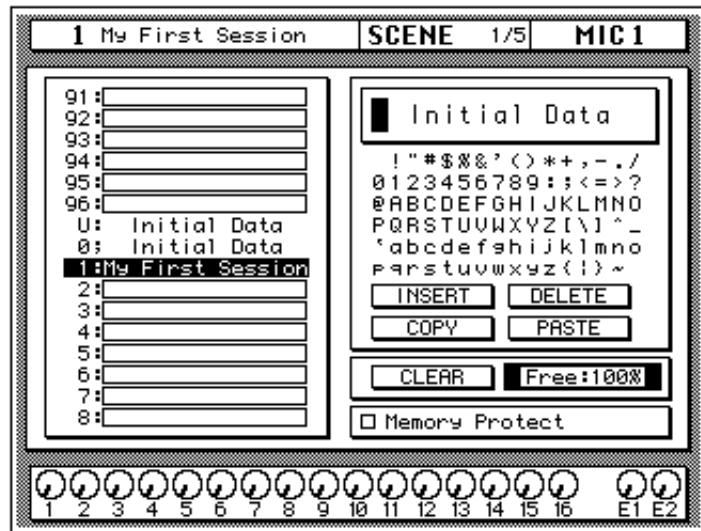 1 My First Session SCENE 1/5 MIC 1
91:
92:
93:
94:
95:
96:
U: Initial Data
0; Initial Data
1:My First Session
2:
3:
4:
5:
6:
7:
8:
Initial Data
!"#$%&'()*+,-./
0123456789:;<=>?
@ABCDEFGHIJKLMNO
PQRSTUVWXYZ[\]^_
`abcdefghijklmno
pqrstuvwxyz{|}~
INSERT DELETE
COPY PASTE
CLEAR Free:100%
Memory Protect
1 2 3 4 5 6 7 8 9 10 11 12 13 14 15 16 E1 E2